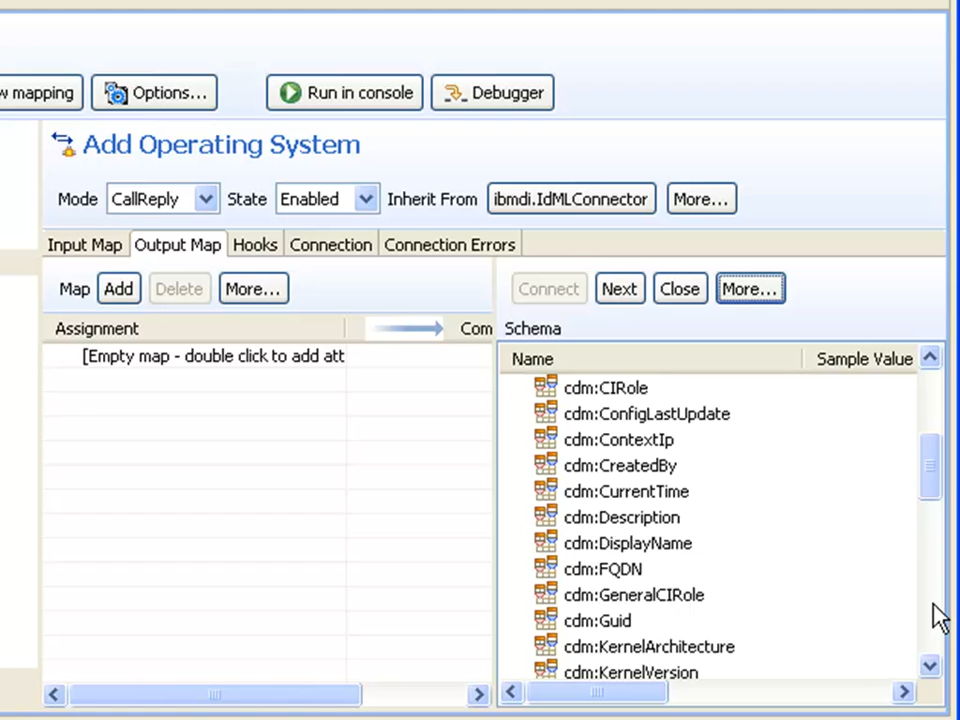 w mapping Options... Run in console Debugger
Add Operating System
Mode CallReply State Enabled Inherit From ibmdi.IdMLConnector More...
Input Map Output Map Hooks Connection Connection Errors
Map Add Delete More... Connect Next Close More...
Assignment Com Schema
[Empty map - double click to add att Name Sample Value
cdm:CIRole
cdm:ConfigLastUpdate
cdm:ContextIp
cdm:CreatedBy
cdm:CurrentTime
cdm:Description
cdm:DisplayName
cdm:FQDN
cdm:GeneralCIRole
cdm:Guid
cdm:KernelArchitecture
cdm:KernelVersion